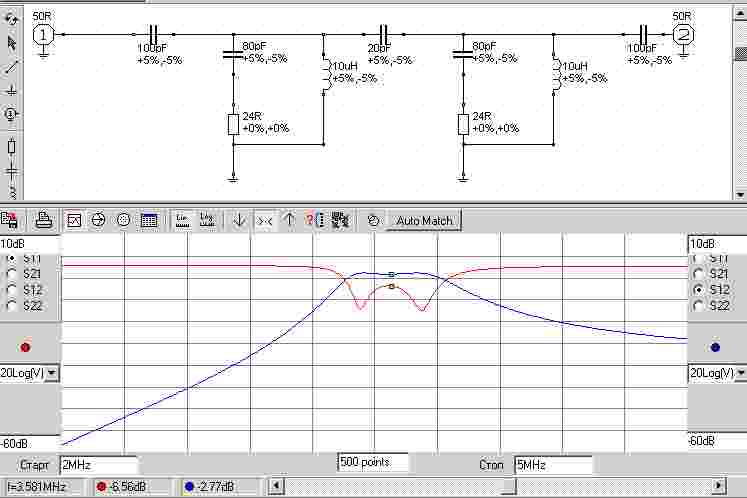 50R
1
100pF
+5%,-5%
80pF
+5%,-5%
24R
+0%,+0%
10uH
+5%,-5%
20pF
+5%,-5%
80pF
+5%,-5%
24R
+0%,+0%
10uH
+5%,-5%
100pF
+5%,-5%
50R
2
Lin
Log
Auto Match
10dB
S11
S21
S12
S22
20Log(V)
-60dB
10dB
S11
S21
S12
S22
20Log(V)
-60dB
Старт
2MHz
500 points
Стоп
5MHz
f=3.581MHz
-6.56dB
-2.77dB